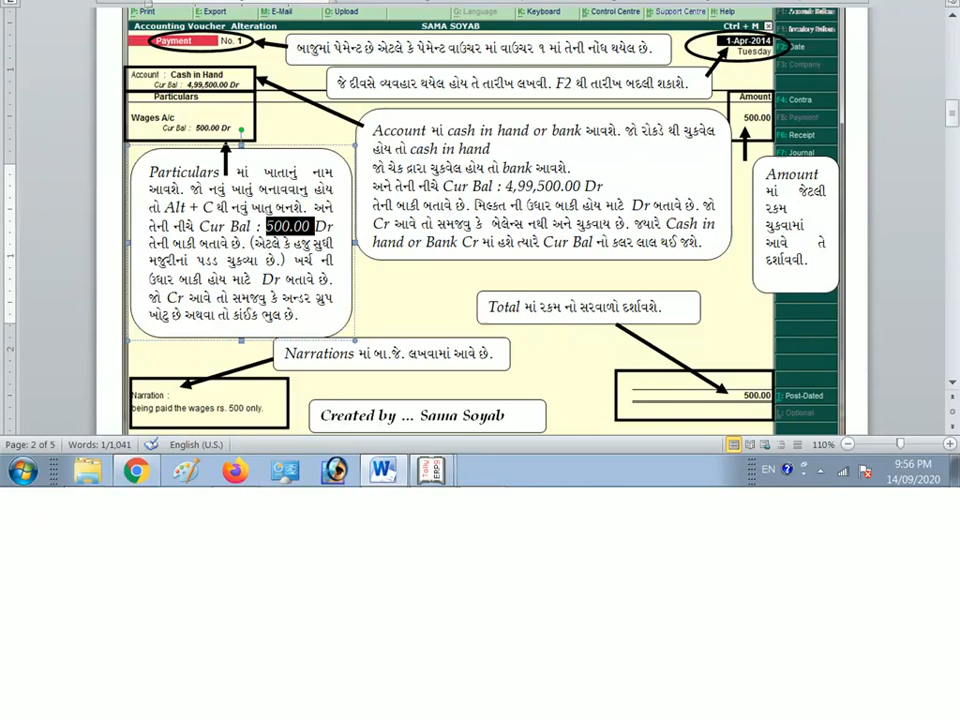 P: Print E: Export M: E-Mail O: Upload G: Language K: Keyboard K: Control Centre H: Support Centre H: Help
Accounting Voucher Alteration SAMA SOYAB Ctrl + M
Payment No. 1
બાજુમાં પેમેન્ટ છે એટલે કે પેમેન્ટ વાઉચર માં વાઉચર ૧ માં તેની નોંધ થયેલ છે.
1-Apr-2014
Tuesday
F2: Date
F3: Company
Account : Cash in Hand
Cur Bal : 4,99,500.00 Dr
જે દીવસે વ્યવહાર થયેલ હોય તે તારીખ લખવી. F2 થી તારીખ બદલી શકાશે.
Particulars
Amount
F4: Contra
Wages A/c
Cur Bal : 500.00 Dr
500.00
F5: Payment
F6: Receipt
F7: Journal
Account માં cash in hand or bank આવશે. જો રોકડે થી ચુકવેલ
હોય તો cash in hand
જો ચેક દ્રારા ચુકવેલ હોય તો bank આવશે.
અને તેની નીચે Cur Bal : 4,99,500.00 Dr
તેની બાકી બતાવે છે. મિલ્કત ની ઉધાર બાકી હોય માટે Dr બતાવે છે. જો
Cr આવે તો સમજવુ કે બેલેન્સ નથી અને ચુકવાય છે. જ્યારે Cash in
hand or Bank Cr માં હશે ત્યારે Cur Bal નો કલર લાલ થઈ જશે.
Particulars માં ખાતાનું નામ
આવશે. જો નવું ખાતું બનાવવાનુ હોય
તો Alt + C થી નવું ખાતુ બનશે. અને
તેની નીચે Cur Bal : 500.00 Dr
તેની બાકી બતાવે છે. (એટલે કે હજુ સુધી
મજુરીનાં ૫૦૦ ચુકવ્યા છે.) ખર્ચ ની
ઉધાર બાકી હોય માટે Dr બતાવે છે.
જો Cr આવે તો સમજવુ કે અન્ડર ગ્રુપ
ખોટુ છે અથવા તો કાંઈક ભુલ છે.
Amount
માં જેટલી
રકમ
ચુકવામાં
આવે તે
દર્શાવવી.
Total માં રકમ નો સરવાળો દર્શાવશે.
Narrations માં બા.જે. લખવામાં આવે છે.
Narration :
being paid the wages rs. 500 only.
500.00
T: Post-Dated
L: Optional
Created by ... Sama Soyab
Page: 2 of 5 Words: 1/1,041 English (U.S.) 110%
EN 9:56 PM
14/09/2020
Tally ERP9